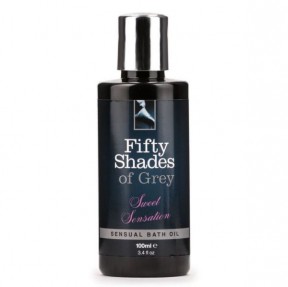 Fifty
Shades
of Grey
Sweet
Sensation
SENSUAL BATH OIL
100ml ℮
3.4 fl oz